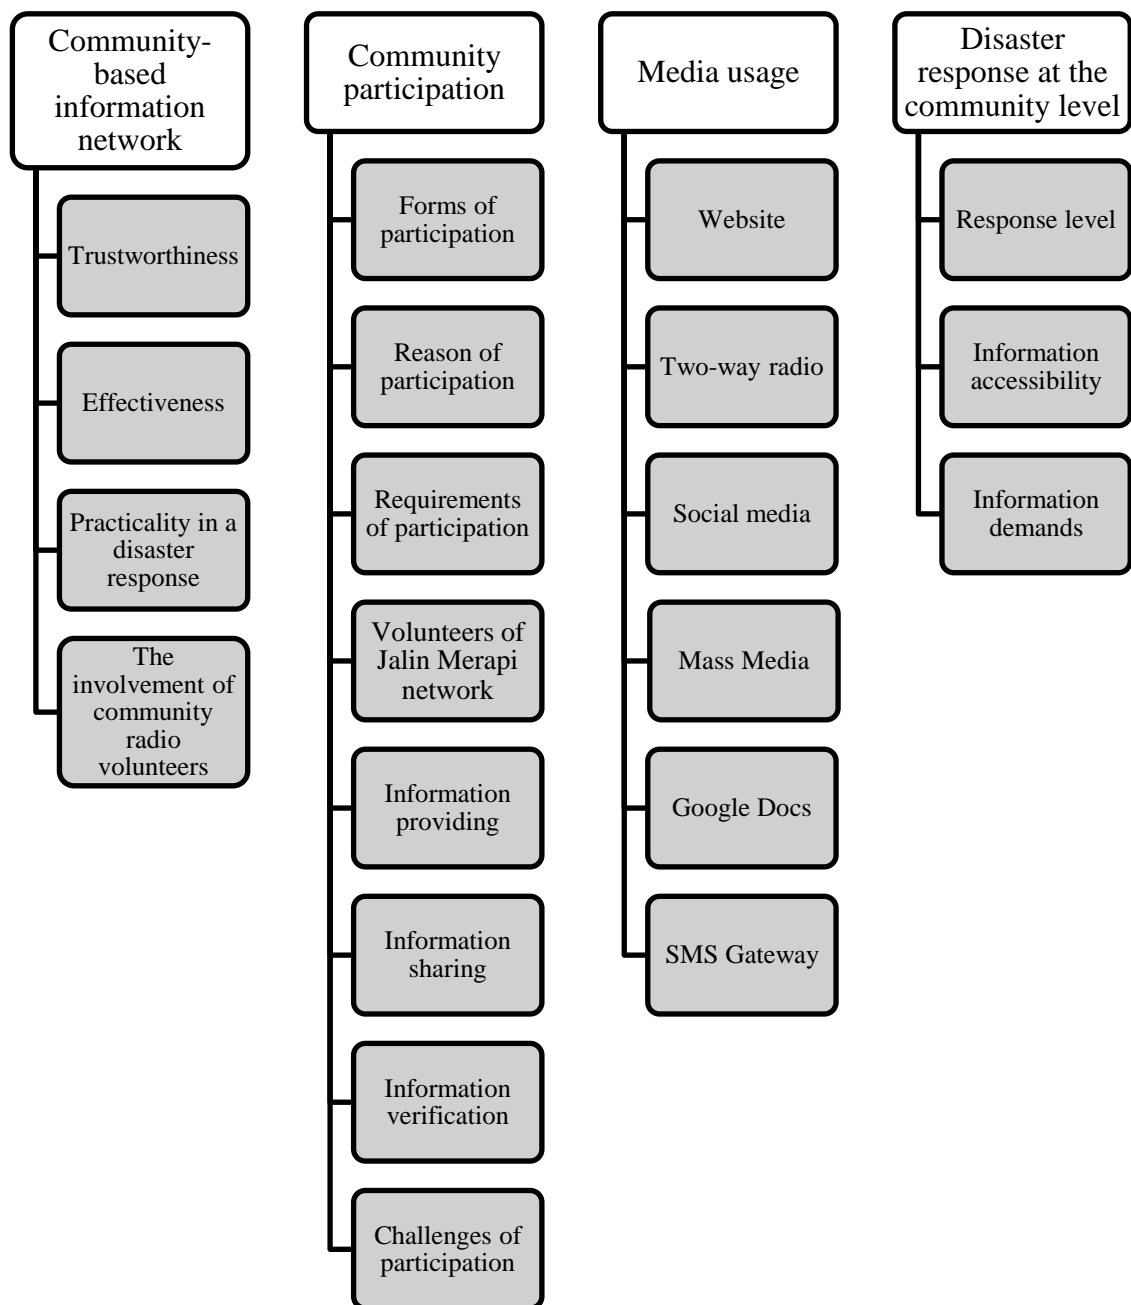 Community-
based
information
network
Trustworthiness
Effectiveness
Practicality in a
disaster
response
The
involvement of
community
radio
volunteers
Community
participation
Forms of
participation
Reason of
participation
Requirements
of participation
Volunteers of
Jalin Merapi
network
Information
providing
Information
sharing
Information
verification
Challenges of
participation
Media usage
Website
Two-way radio
Social media
Mass Media
Google Docs
SMS Gateway
Disaster
response at the
community level
Response level
Information
accessibility
Information
demands